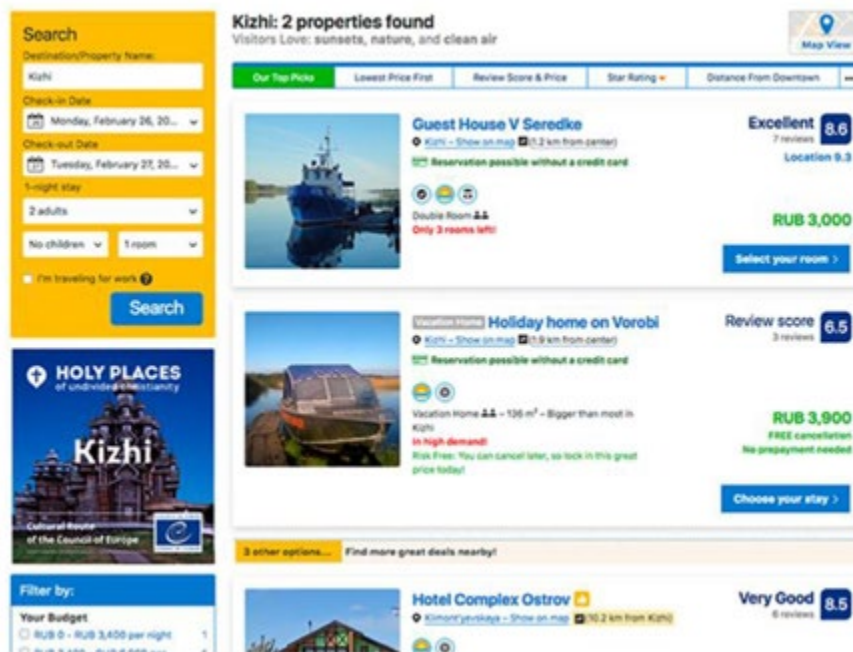 Search
Destination/Property Name:
Kizhi
Check-in Date
Monday, February 26, 20...
Check-out Date
Tuesday, February 27, 20...
1-night stay
2 adults
No children
1 room
I'm traveling for work
Search
HOLY PLACES
of undivided christianity
Kizhi
Cultural Route
of the Council of Europe
Filter by:
Your Budget
RUB 0 - RUB 3,400 per night 1
Kizhi: 2 properties found
Visitors Love: sunsets, nature, and clean air
Map View
Our Top Picks
Lowest Price First
Review Score & Price
Star Rating
Distance From Downtown
...
Guest House V Seredke
Kizhi – Show on map (1.2 km from center)
Reservation possible without a credit card
Double Room
Only 3 rooms left!
Excellent 8.6
7 reviews
Location 9.3
RUB 3,000
Select your room >
Vacation Home Holiday home on Vorobi
Kizhi – Show on map (1.9 km from center)
Reservation possible without a credit card
Vacation Home – 136 m² – Bigger than most in
Kizhi
In high demand!
Risk Free: You can cancel later, so lock in this great
price today!
Review score 6.5
3 reviews
RUB 3,900
FREE cancellation
No prepayment needed
Choose your stay >
3 other options... Find more great deals nearby!
Hotel Complex Ostrov
Klimont'yevskaya – Show on map (10.2 km from Kizhi)
Very Good 8.5
6 reviews